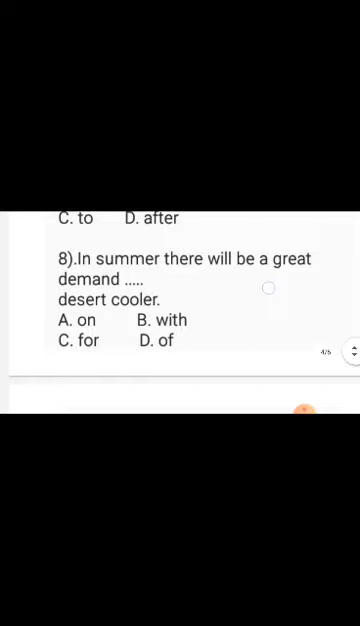 C. to D. after
8).In summer there will be a great
demand .....
desert cooler.
A. on B. with
C. for D. of
4/5